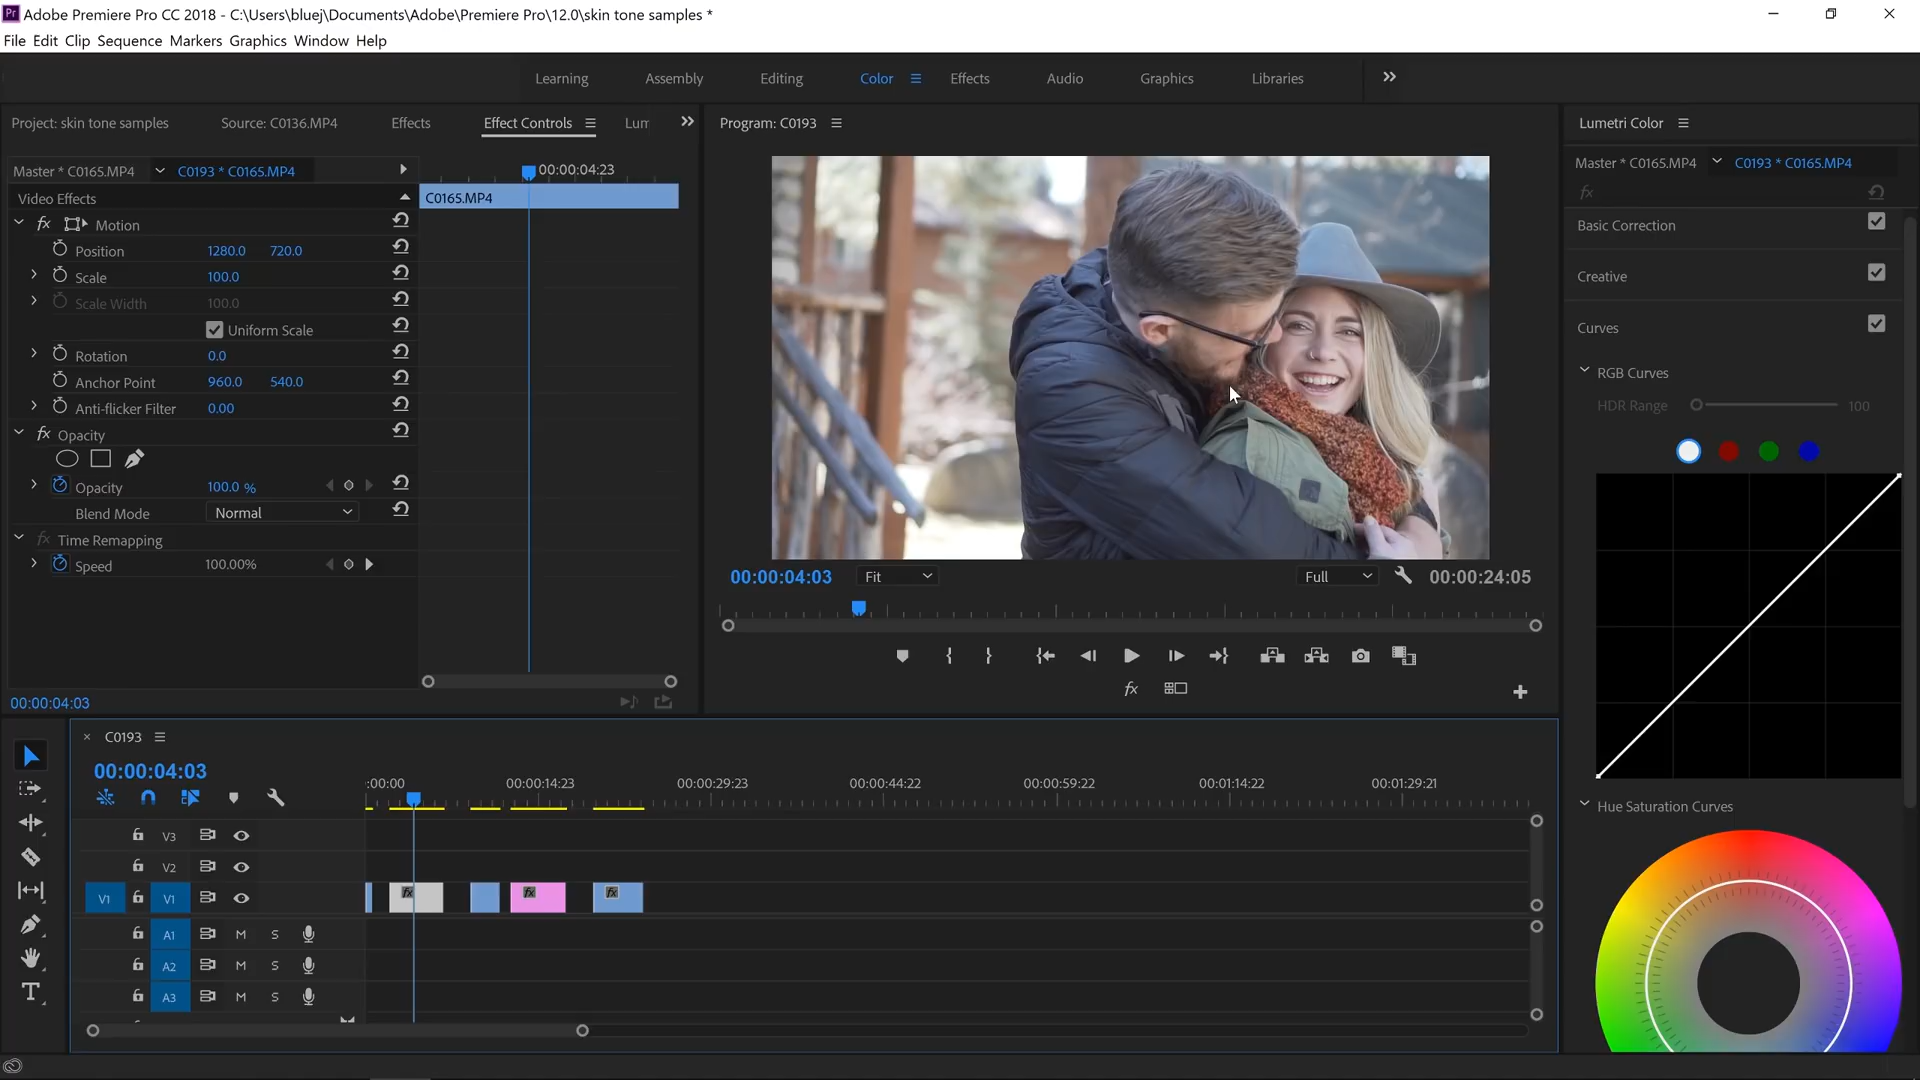 Pr Adobe Premiere Pro CC 2018 - C:\Users\bluej\Documents\Adobe\Premiere Pro\12.0\skin tone samples *
File Edit Clip Sequence Markers Graphics Window Help
Learning Assembly Editing Color Effects Audio Graphics Libraries
Project: skin tone samples Source: C0136.MP4 Effects Effect Controls Lum
Program: C0193
Lumetri Color
Master * C0165.MP4 C0193 * C0165.MP4
00:00:04:23
Master * C0165.MP4 C0193 * C0165.MP4
fx
Video Effects
C0165.MP4
fx Motion
Position 1280.0 720.0
Scale 100.0
Scale Width 100.0
Uniform Scale
Rotation 0.0
Anchor Point 960.0 540.0
Anti-flicker Filter 0.00
fx Opacity
Opacity 100.0 %
Blend Mode Normal
fx Time Remapping
Speed 100.00%
00:00:04:03
00:00:04:03 Fit Full 00:00:24:05
fx
Basic Correction
Creative
Curves
RGB Curves
HDR Range 100
Hue Saturation Curves
C0193
00:00:04:03
:00:00 00:00:14:23 00:00:29:23 00:00:44:22 00:00:59:22 00:01:14:22 00:01:29:21
V3
V2
V1 V1 fx fx fx
A1 M S
A2 M S
A3 M S
T